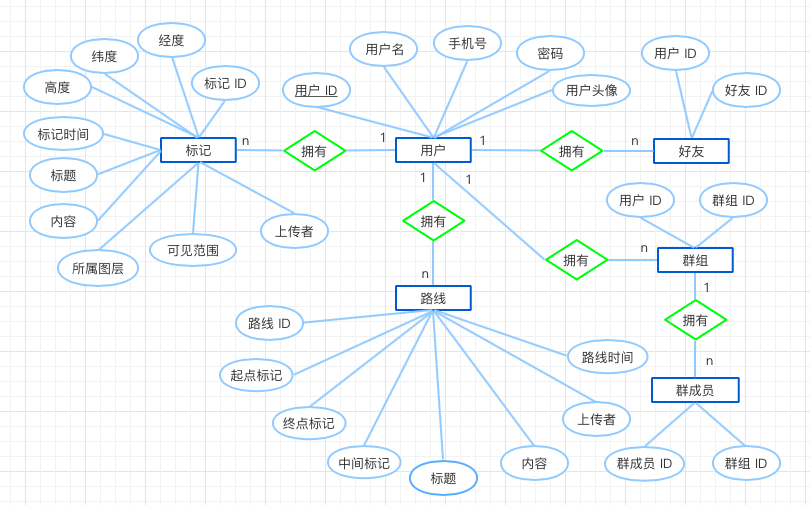 经度
用户名
手机号
纬度
密码
用户 ID
高度
标记 ID
用户 ID
用户头像
好友 ID
标记时间
标记
n
拥有
1
用户
1
拥有
n
好友
标题
1
1
用户 ID
群组 ID
内容
上传者
拥有
可见范围
n
所属图层
拥有
群组
n
1
路线
路线 ID
拥有
路线时间
n
起点标记
群成员
终点标记
上传者
中间标记
标题
内容
群成员 ID
群组 ID